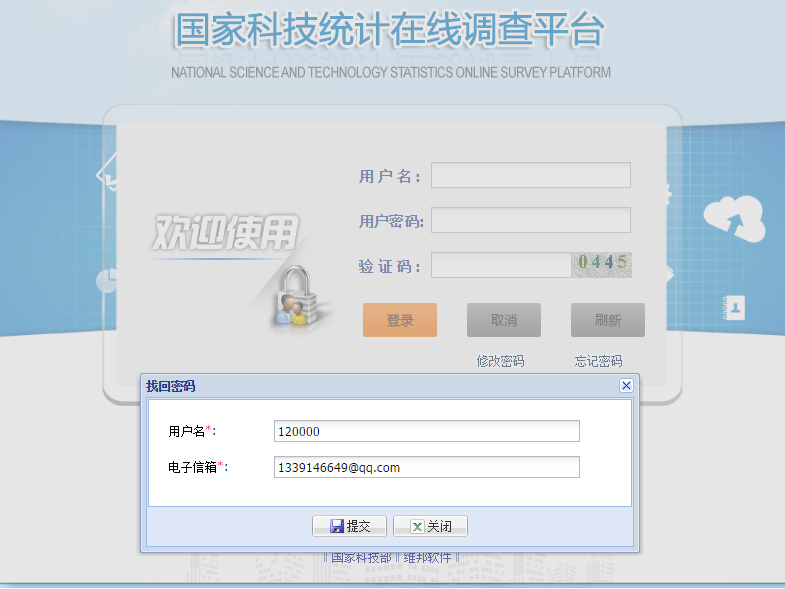 国家科技统计在线调查平台
NATIONAL SCIENCE AND TECHNOLOGY STATISTICS ONLINE SURVEY PLATFORM
欢迎使用
用户名：
用户密码:
验证码： 0445
登录 取消 刷新
修改密码 忘记密码
找回密码
用户名*: 120000
电子信箱*: 1339146649@qq.com
提交 关闭
‖ 国家科技部 ‖ 维邦软件 ‖